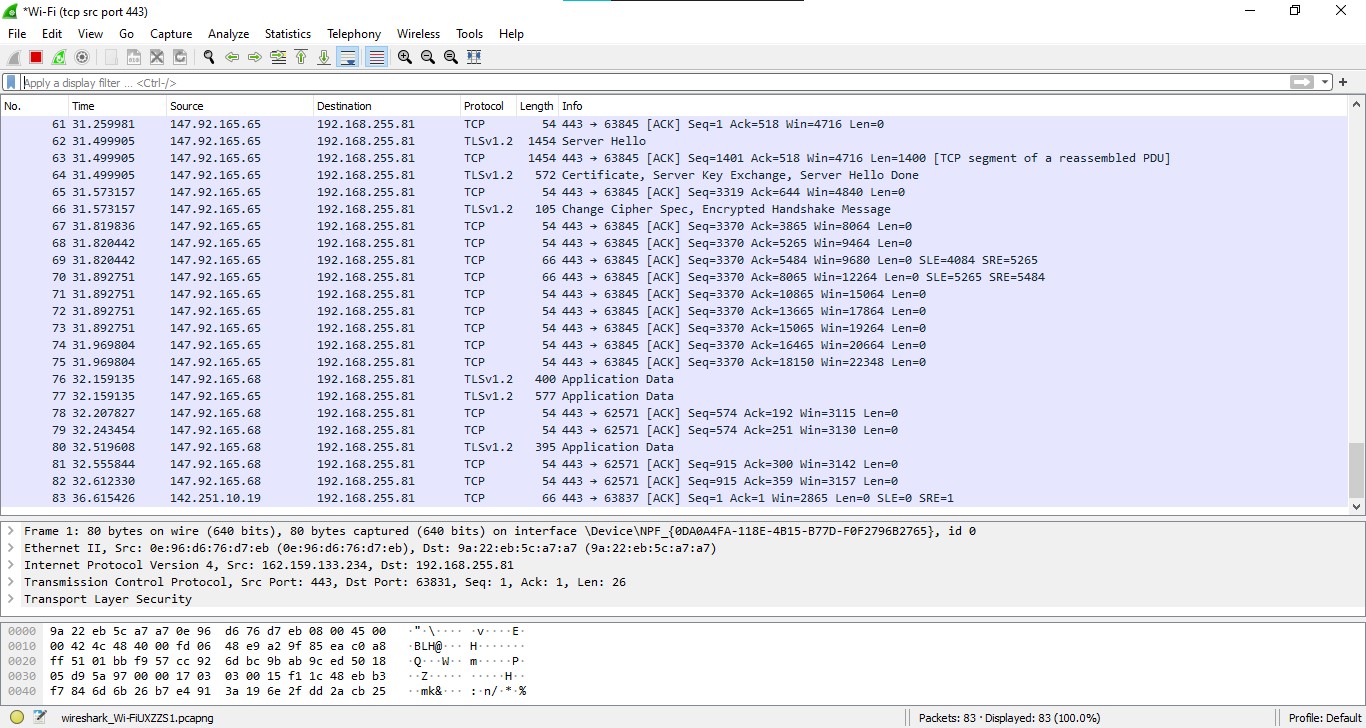 *Wi-Fi (tcp src port 443)
File Edit View Go Capture Analyze Statistics Telephony Wireless Tools Help
Apply a display filter ... <Ctrl-/>
No. Time Source Destination Protocol Length Info
61 31.259981 147.92.165.65 192.168.255.81 TCP 54 443 → 63845 [ACK] Seq=1 Ack=518 Win=4716 Len=0
62 31.499905 147.92.165.65 192.168.255.81 TLSv1.2 1454 Server Hello
63 31.499905 147.92.165.65 192.168.255.81 TCP 1454 443 → 63845 [ACK] Seq=1401 Ack=518 Win=4716 Len=1400 [TCP segment of a reassembled PDU]
64 31.499905 147.92.165.65 192.168.255.81 TLSv1.2 572 Certificate, Server Key Exchange, Server Hello Done
65 31.573157 147.92.165.65 192.168.255.81 TCP 54 443 → 63845 [ACK] Seq=3319 Ack=644 Win=4840 Len=0
66 31.573157 147.92.165.65 192.168.255.81 TLSv1.2 105 Change Cipher Spec, Encrypted Handshake Message
67 31.819836 147.92.165.65 192.168.255.81 TCP 54 443 → 63845 [ACK] Seq=3370 Ack=3865 Win=8064 Len=0
68 31.820442 147.92.165.65 192.168.255.81 TCP 54 443 → 63845 [ACK] Seq=3370 Ack=5265 Win=9464 Len=0
69 31.820442 147.92.165.65 192.168.255.81 TCP 66 443 → 63845 [ACK] Seq=3370 Ack=5484 Win=9680 Len=0 SLE=4084 SRE=5265
70 31.892751 147.92.165.65 192.168.255.81 TCP 66 443 → 63845 [ACK] Seq=3370 Ack=8065 Win=12264 Len=0 SLE=5265 SRE=5484
71 31.892751 147.92.165.65 192.168.255.81 TCP 54 443 → 63845 [ACK] Seq=3370 Ack=10865 Win=15064 Len=0
72 31.892751 147.92.165.65 192.168.255.81 TCP 54 443 → 63845 [ACK] Seq=3370 Ack=13665 Win=17864 Len=0
73 31.892751 147.92.165.65 192.168.255.81 TCP 54 443 → 63845 [ACK] Seq=3370 Ack=15065 Win=19264 Len=0
74 31.969804 147.92.165.65 192.168.255.81 TCP 54 443 → 63845 [ACK] Seq=3370 Ack=16465 Win=20664 Len=0
75 31.969804 147.92.165.65 192.168.255.81 TCP 54 443 → 63845 [ACK] Seq=3370 Ack=18150 Win=22348 Len=0
76 32.159135 147.92.165.68 192.168.255.81 TLSv1.2 400 Application Data
77 32.159135 147.92.165.68 192.168.255.81 TLSv1.2 577 Application Data
78 32.207827 147.92.165.68 192.168.255.81 TCP 54 443 → 62571 [ACK] Seq=574 Ack=192 Win=3115 Len=0
79 32.243454 147.92.165.68 192.168.255.81 TCP 54 443 → 62571 [ACK] Seq=574 Ack=251 Win=3130 Len=0
80 32.519608 147.92.165.68 192.168.255.81 TLSv1.2 395 Application Data
81 32.555844 147.92.165.68 192.168.255.81 TCP 54 443 → 62571 [ACK] Seq=915 Ack=300 Win=3142 Len=0
82 32.612330 147.92.165.68 192.168.255.81 TCP 54 443 → 62571 [ACK] Seq=915 Ack=359 Win=3157 Len=0
83 36.615426 142.251.10.19 192.168.255.81 TCP 66 443 → 63837 [ACK] Seq=1 Ack=1 Win=2865 Len=0 SLE=0 SRE=1
Frame 1: 80 bytes on wire (640 bits), 80 bytes captured (640 bits) on interface \Device\NPF_{0DA0A4FA-118E-4B15-B77D-F0F2796B2765}, id 0
Ethernet II, Src: 0e:96:d6:76:d7:eb (0e:96:d6:76:d7:eb), Dst: 9a:22:eb:5c:a7:a7 (9a:22:eb:5c:a7:a7)
Internet Protocol Version 4, Src: 162.159.133.234, Dst: 192.168.255.81
Transmission Control Protocol, Src Port: 443, Dst Port: 63831, Seq: 1, Ack: 1, Len: 26
Transport Layer Security
0000 9a 22 eb 5c a7 a7 0e 96 d6 76 d7 eb 08 00 45 00 ·"·\···· ·v····E·
0010 00 42 4c 48 40 00 fd 06 48 e9 a2 9f 85 ea c0 a8 ·BLH@··· H·······
0020 ff 51 01 bb f9 57 cc 92 6d bc 9b ab 9c ed 50 18 ·Q···W·· m·····P·
0030 05 d9 5a 97 00 00 17 03 03 00 15 f1 1c 48 eb b3 ··Z····· ·····H··
0040 f7 84 6d 6b 26 b7 e4 91 3a 19 6e 2f dd 2a cb 25 ··mk&··· :·n/·*·%
wireshark_Wi-FiUXZZS1.pcapng Packets: 83 · Displayed: 83 (100.0%) Profile: Default